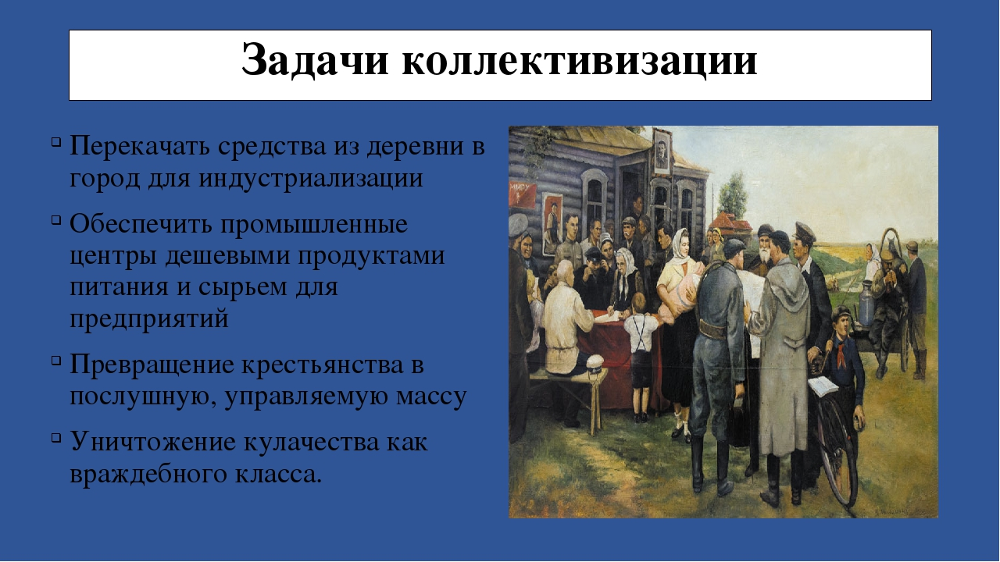 Задачи коллективизации
Перекачать средства из деревни в
город для индустриализации
Обеспечить промышленные
центры дешевыми продуктами
питания и сырьем для
предприятий
Превращение крестьянства в
послушную, управляемую массу
Уничтожение кулачества как
враждебного класса.